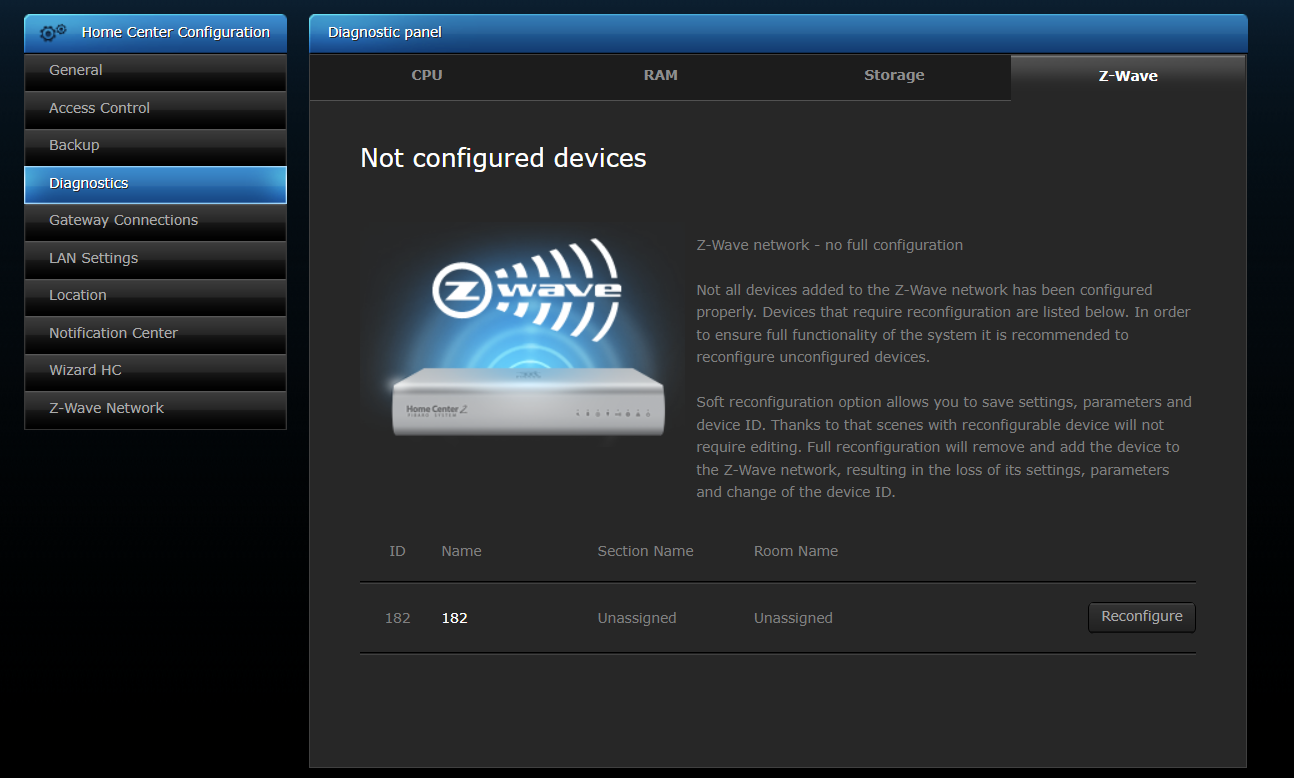 Home Center Configuration
General
Access Control
Backup
Diagnostics
Gateway Connections
LAN Settings
Location
Notification Center
Wizard HC
Z-Wave Network
Diagnostic panel
CPU RAM Storage Z-Wave
Not configured devices
Z wave
Home Center 2
FIBARO SYSTEM
Z-Wave network - no full configuration
Not all devices added to the Z-Wave network has been configured
properly. Devices that require reconfiguration are listed below. In order
to ensure full functionality of the system it is recommended to
reconfigure unconfigured devices.
Soft reconfiguration option allows you to save settings, parameters and
device ID. Thanks to that scenes with reconfigurable device will not
require editing. Full reconfiguration will remove and add the device to
the Z-Wave network, resulting in the loss of its settings, parameters
and change of the device ID.
ID Name Section Name Room Name
182 182 Unassigned Unassigned Reconfigure